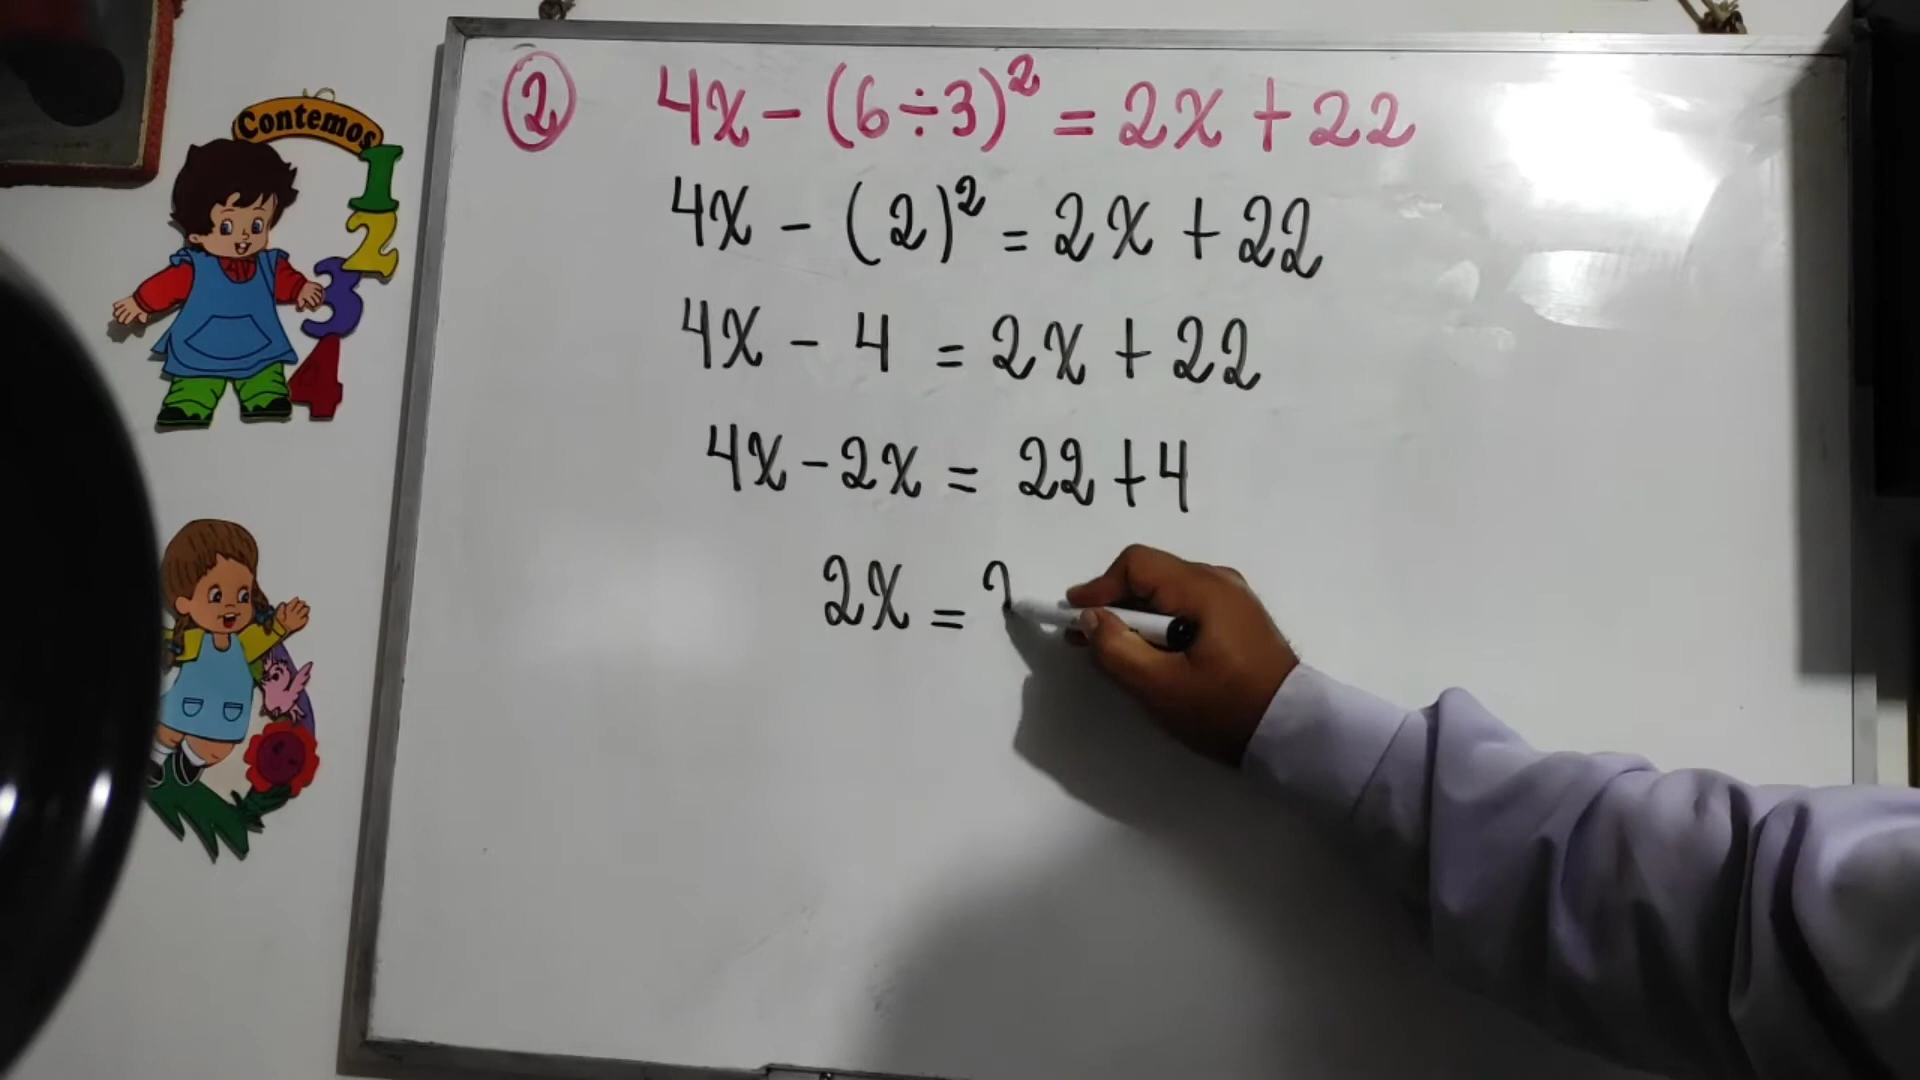 Contemos
1
2
3
4
② 4x - (6 ÷ 3)² = 2x + 22
4x - (2)² = 2x + 22
4x - 4 = 2x + 22
4x - 2x = 22 + 4
2x = 2